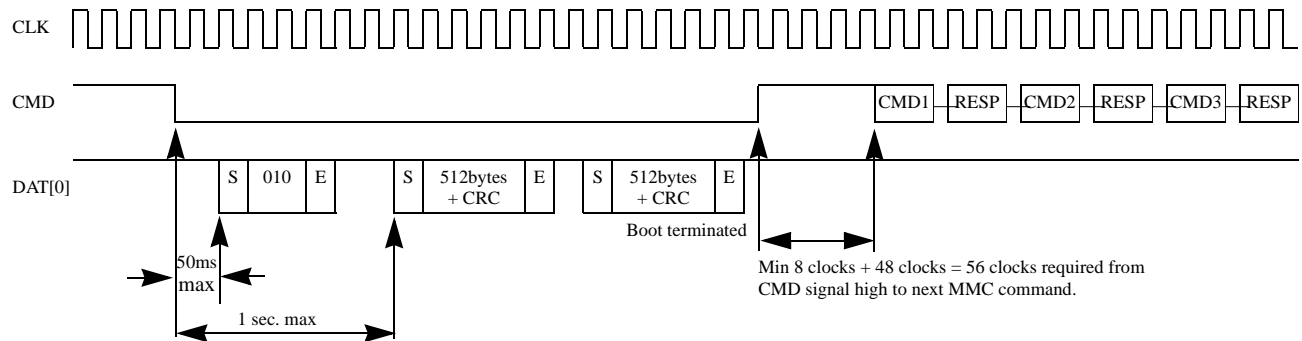 CLK
CMD
CMD1 RESP CMD2 RESP CMD3 RESP
DAT[0]
S 010 E S 512bytes + CRC E S 512bytes + CRC E
Boot terminated
50ms
max
Min 8 clocks + 48 clocks = 56 clocks required from
CMD signal high to next MMC command.
1 sec. max